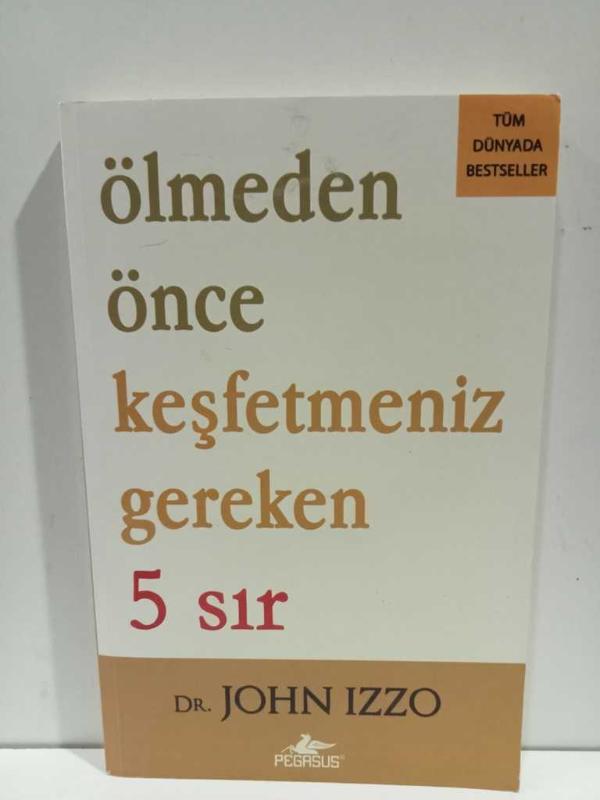 TÜM
DÜNYADA
BESTSELLER
ölmeden
önce
keşfetmeniz
gereken
5 sır
DR. JOHN IZZO
PEGASUS